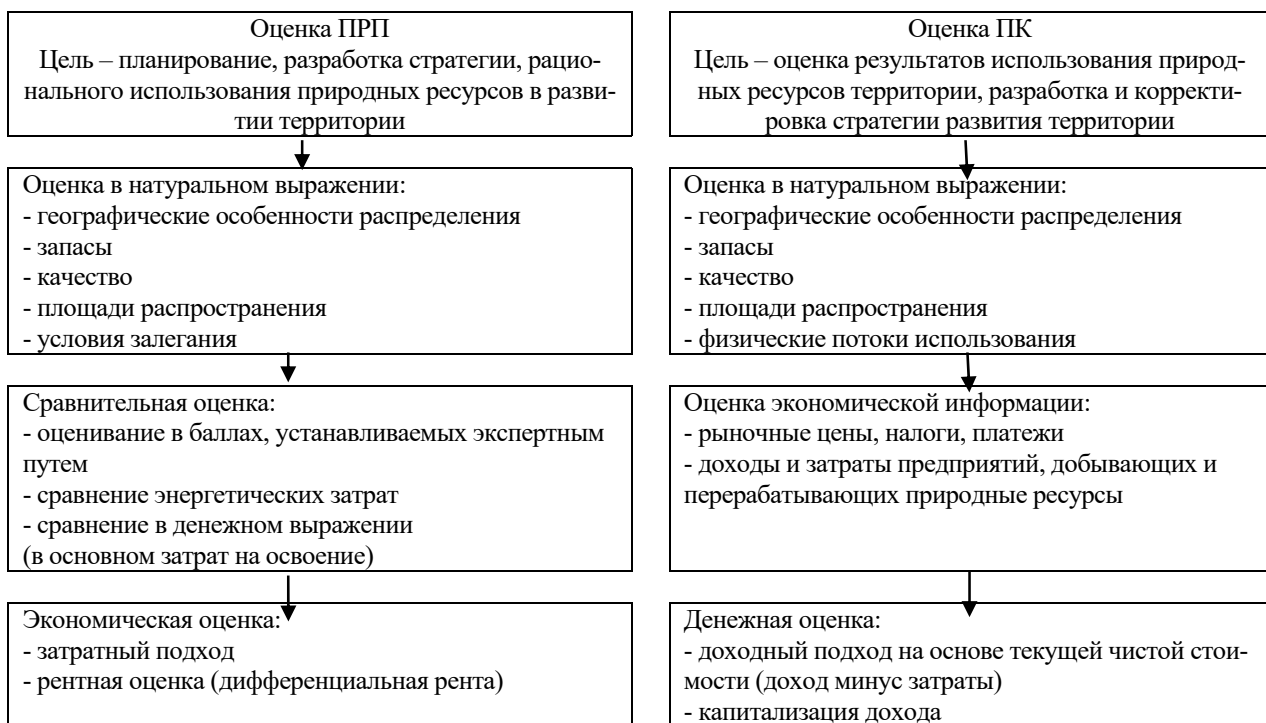 Оценка ПРП
Цель – планирование, разработка стратегии, рацио-
нального использования природных ресурсов в разви-
тии территории
Оценка в натуральном выражении:
- географические особенности распределения
- запасы
- качество
- площади распространения
- условия залегания
Сравнительная оценка:
- оценивание в баллах, устанавливаемых экспертным
путем
- сравнение энергетических затрат
- сравнение в денежном выражении
(в основном затрат на освоение)
Экономическая оценка:
- затратный подход
- рентная оценка (дифференциальная рента)
Оценка ПК
Цель – оценка результатов использования природ-
ных ресурсов территории, разработка и корректи-
ровка стратегии развития территории
Оценка в натуральном выражении:
- географические особенности распределения
- запасы
- качество
- площади распространения
- физические потоки использования
Оценка экономической информации:
- рыночные цены, налоги, платежи
- доходы и затраты предприятий, добывающих и
перерабатывающих природные ресурсы
Денежная оценка:
- доходный подход на основе текущей чистой стои-
мости (доход минус затраты)
- капитализация дохода